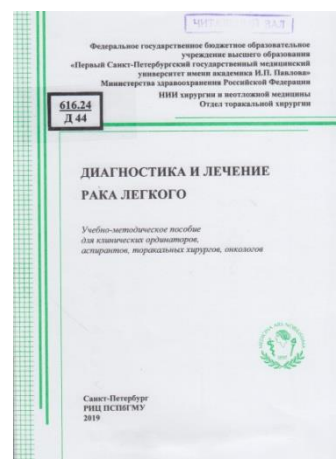 ЧИТ
ЗАЛ
Федеральное государственное бюджетное образовательное
учреждение высшего образования
«Первый Санкт-Петербургский государственный медицинский
университет имени академика И.П. Павлова»
Министерства здравоохранения Российской Федерации
НИИ хирургии и неотложной медицины
Отдел торакальной хирургии
616.24
Д 44
ДИАГНОСТИКА И ЛЕЧЕНИЕ
РАКА ЛЕГКОГО
Учебно-методическое пособие
для клинических ординаторов,
аспирантов, торакальных хирургов, онкологов
Санкт-Петербург
РИЦ ПСПбГМУ
2019